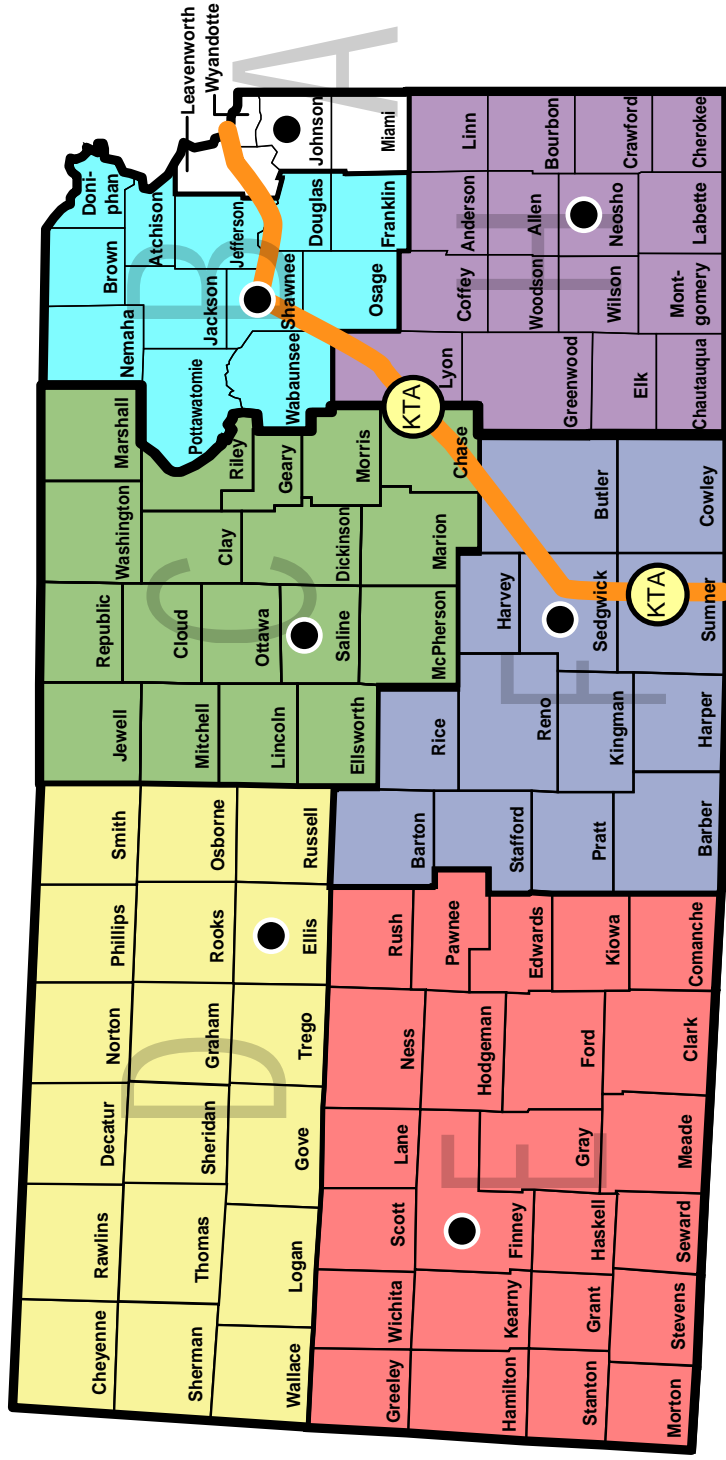 Cheyenne
Rawlins
Decatur
Norton
Phillips
Smith
Jewell
Republic
Washington
Marshall
Nemaha
Brown
Doni-
phan
Sherman
Thomas
Sheridan
Graham
Rooks
Osborne
Mitchell
Cloud
Clay
Riley
Pottawatomie
Jackson
Atchison
Jefferson
Leavenworth
Wyandotte
Wallace
Logan
Gove
Trego
Ellis
Russell
Lincoln
Ottawa
Saline
Dickinson
Geary
Wabaunsee
Shawnee
Douglas
Johnson
Greeley
Wichita
Scott
Lane
Ness
Rush
Barton
Ellsworth
Rice
McPherson
Marion
Morris
Chase
Lyon
Osage
Franklin
Miami
Hamilton
Kearny
Finney
Hodgeman
Pawnee
Edwards
Stafford
Reno
Harvey
Butler
Greenwood
Coffey
Woodson
Anderson
Allen
Linn
Bourbon
Stanton
Grant
Haskell
Gray
Ford
Kiowa
Pratt
Kingman
Sedgwick
Elk
Wilson
Neosho
Crawford
Morton
Stevens
Seward
Meade
Clark
Comanche
Barber
Harper
Sumner
Cowley
Chautauqua
Mont-
gomery
Labette
Cherokee
KTA
KTA
A
B
C
D
E
F
H